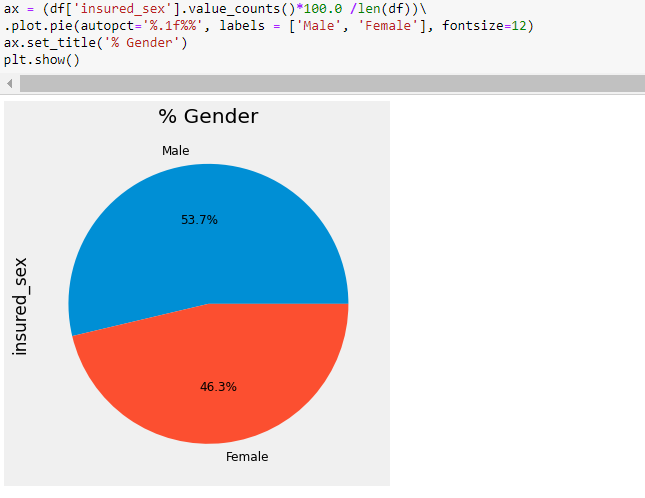 ax = (df['insured_sex'].value_counts()*100.0 /len(df))\
.plot.pie(autopct='%.1f%%', labels = ['Male', 'Female'], fontsize=12)
ax.set_title('% Gender')
plt.show()
% Gender
Male
53.7%
insured_sex
46.3%
Female